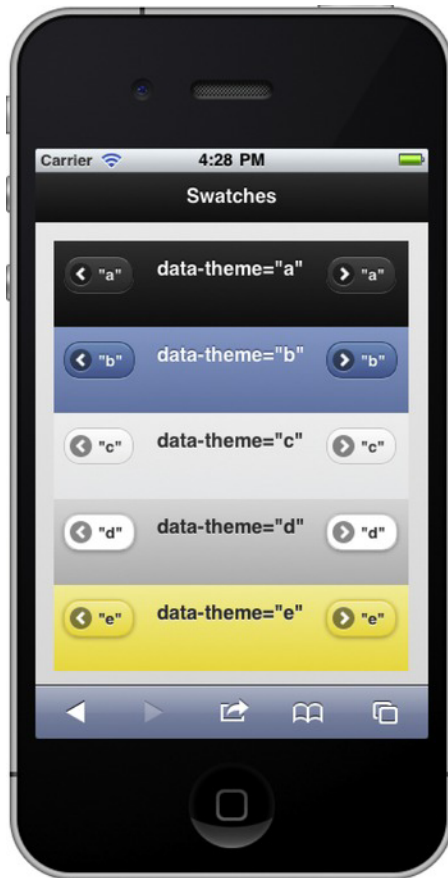 Carrier 4:28 PM
Swatches
"a" data-theme="a" "a"
"b" data-theme="b" "b"
"c" data-theme="c" "c"
"d" data-theme="d" "d"
"e" data-theme="e" "e"